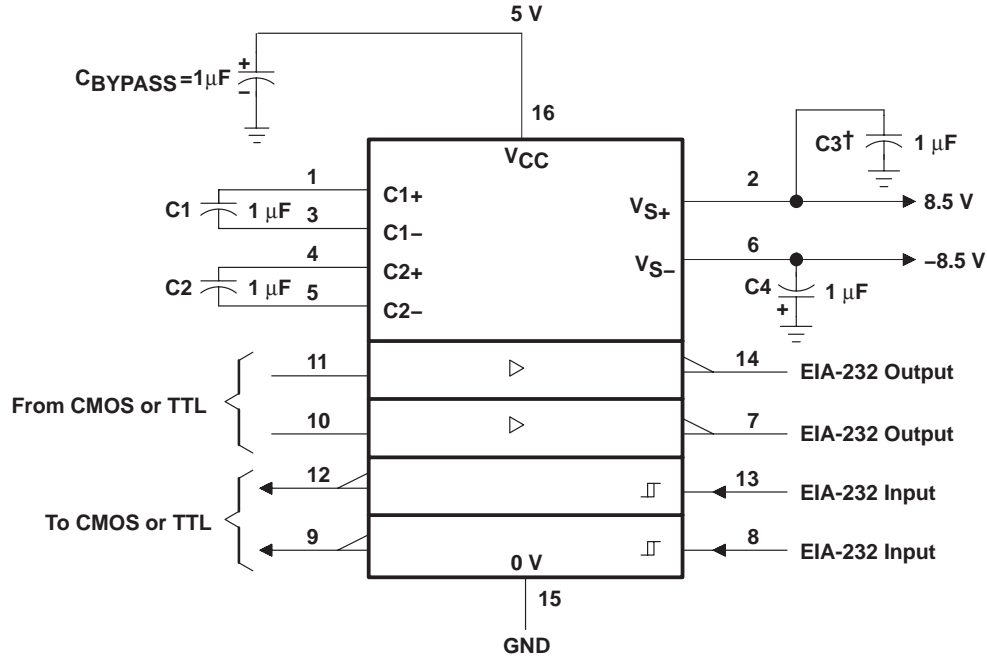 5 V
CBYPASS=1μF
+
−
16
VCC
C3†
1 μF
1
C1+
2
VS+
8.5 V
C1
1 μF
3
C1−
4
C2+
6
VS−
−8.5 V
C2
1 μF
5
C2−
C4
1 μF
+
11
14
EIA-232 Output
From CMOS or TTL
10
7
EIA-232 Output
12
13
EIA-232 Input
To CMOS or TTL
9
8
EIA-232 Input
0 V
15
GND